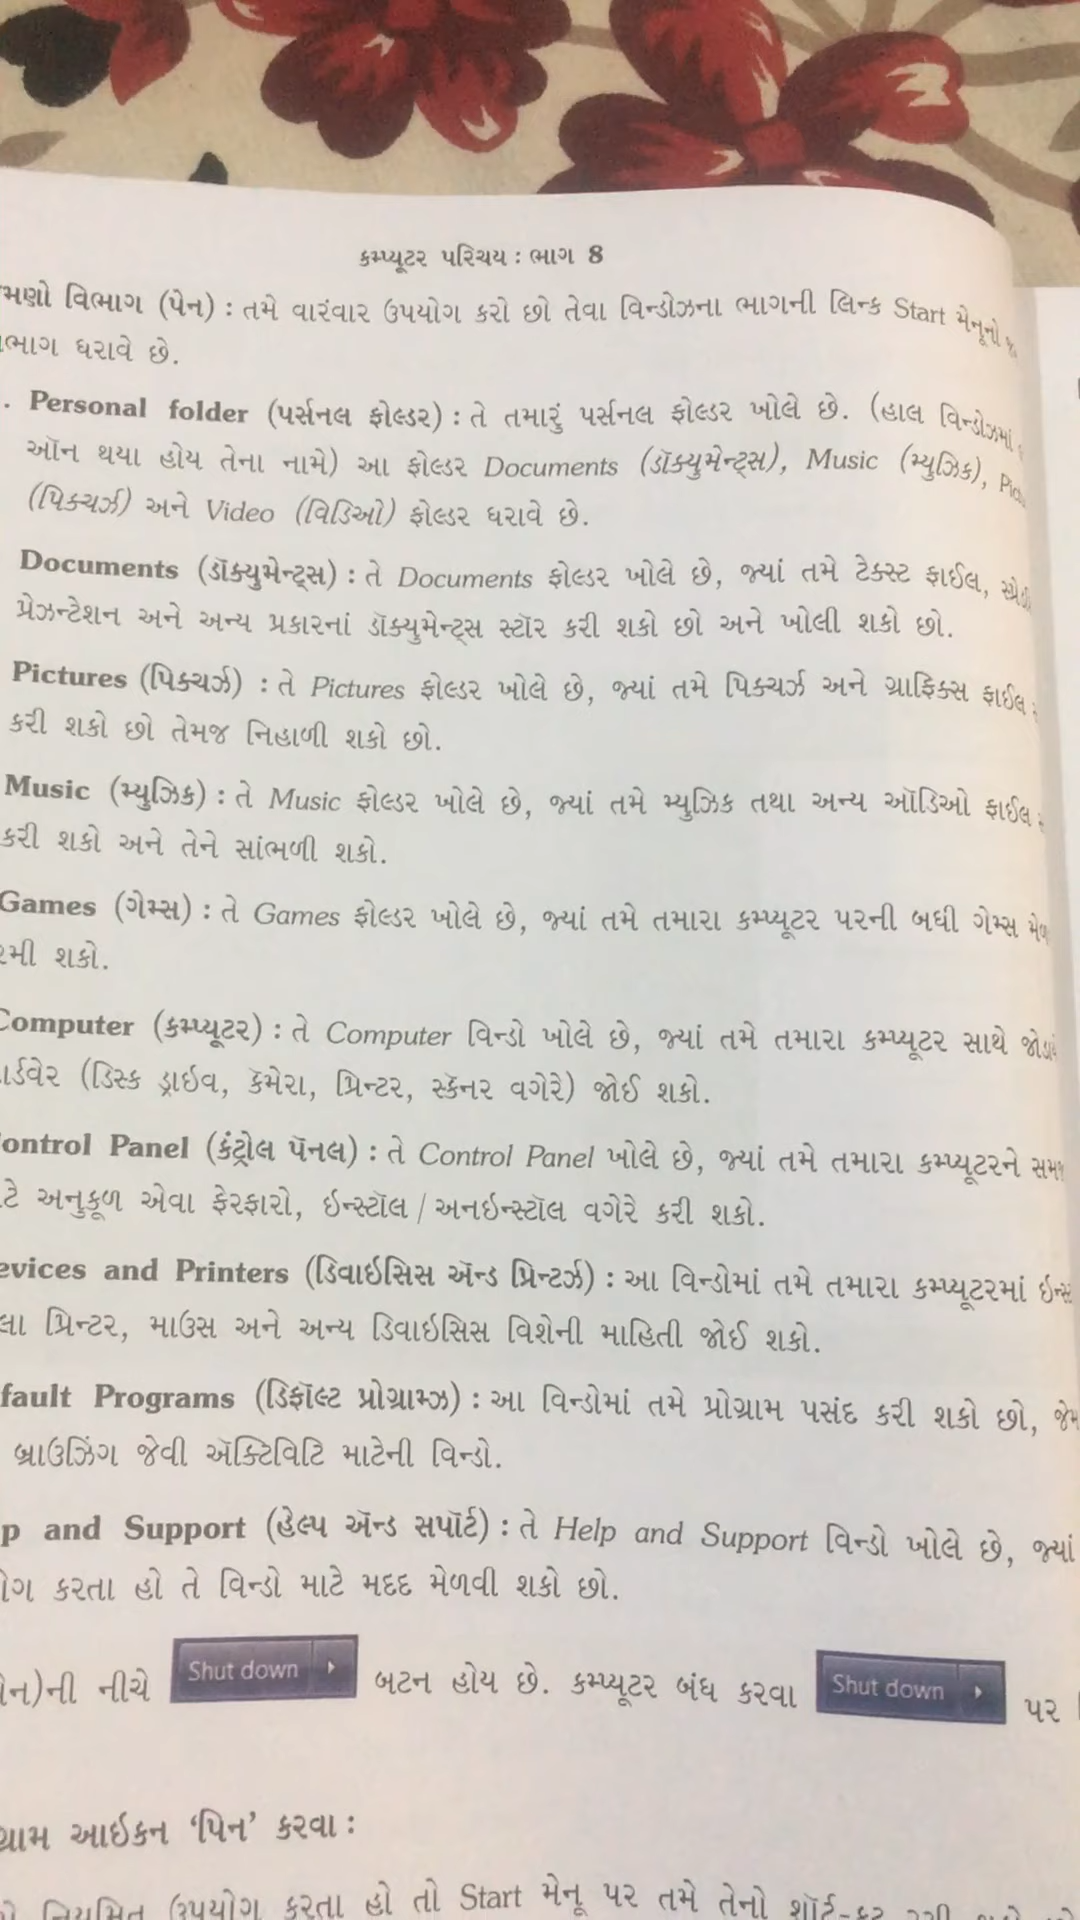 કમ્પ્યૂટર પરિચય : ભાગ 8
વિભાગ (પેન) : તમે વારંવાર ઉપયોગ કરો છો તેવા વિન્ડોઝના ભાગની લિન્ક Start મેનૂનો
ધરાવે છે.
Personal folder (પર્સનલ ફોલ્ડર) : તે તમારું પર્સનલ ફોલ્ડર ખોલે છે. (હાલ વિન્ડોઝમાં
ઑન થયા હોય તેના નામે) આ ફોલ્ડર Documents (ડૉક્યુમેન્ટ્સ), Music (મ્યુઝિક),
(પિક્ચર્ઝ) અને Video (વિડિઓ) ફોલ્ડર ધરાવે છે.
Documents (ડૉક્યુમેન્ટ્સ) : તે Documents ફોલ્ડર ખોલે છે, જ્યાં તમે ટેક્સ્ટ ફાઈલ,
પ્રેઝન્ટેશન અને અન્ય પ્રકારનાં ડૉક્યુમેન્ટ્સ સ્ટૉર કરી શકો છો અને ખોલી શકો છો.
Pictures (પિક્ચર્ઝ) : તે Pictures ફોલ્ડર ખોલે છે, જ્યાં તમે પિક્ચર્ઝ અને ગ્રાફિક્સ ફાઈલ
કરી શકો છો તેમજ નિહાળી શકો છો.
Music (મ્યુઝિક) : તે Music ફોલ્ડર ખોલે છે, જ્યાં તમે મ્યુઝિક તથા અન્ય ઑડિઓ ફાઈલ
કરી શકો અને તેને સાંભળી શકો.
Games (ગેમ્સ) : તે Games ફોલ્ડર ખોલે છે, જ્યાં તમે તમારા કમ્પ્યૂટર પરની બધી ગેમ્સ
રમી શકો.
Computer (કમ્પ્યૂટર) : તે Computer વિન્ડો ખોલે છે, જ્યાં તમે તમારા કમ્પ્યૂટર સાથે
(ડિસ્ક ડ્રાઇવ, કૅમેરા, પ્રિન્ટર, સ્કૅનર વગેરે) જોઈ શકો.
ontrol Panel (કંટ્રોલ પૅનલ) : તે Control Panel ખોલે છે, જ્યાં તમે તમારા કમ્પ્યૂટરને
ટે અનુકૂળ એવા ફેરફારો, ઇન્સ્ટૉલ / અનઇન્સ્ટૉલ વગેરે કરી શકો.
evices and Printers (ડિવાઇસિસ ઍન્ડ પ્રિન્ટર્ઝ) : આ વિન્ડોમાં તમે તમારા કમ્પ્યૂટરમાં
લા પ્રિન્ટર, માઉસ અને અન્ય ડિવાઇસિસ વિશેની માહિતી જોઈ શકો.
fault Programs (ડિફૉલ્ટ પ્રોગ્રામ્ઝ) : આ વિન્ડોમાં તમે પ્રોગ્રામ પસંદ કરી શકો છો,
બ્રાઉઝિંગ જેવી ઍક્ટિવિટિ માટેની વિન્ડો.
p and Support (હેલ્પ ઍન્ડ સપૉર્ટ) : તે Help and Support વિન્ડો ખોલે છે, જ્યાં
ોગ કરતા હો તે વિન્ડો માટે મદદ મેળવી શકો છો.
ેન)ની નીચે Shut down બટન હોય છે. કમ્પ્યૂટર બંધ કરવા Shut down પર
ગ્રામ આઇકન ‘પિન’ કરવા :
નિયમિત ઉપયોગ કરતા હો તો Start મેનૂ પર તમે તેનો